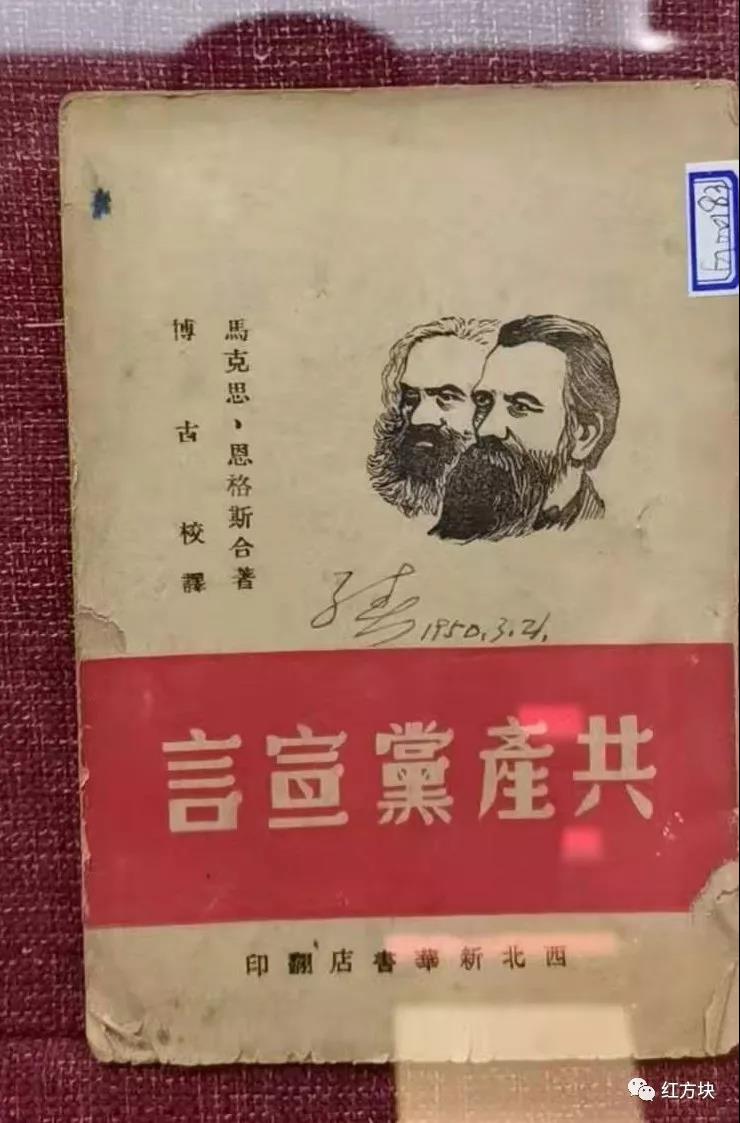 馬克思、恩格斯合著
博古校譯
1950.3.21.
共產黨宣言
西北新華書店翻印
红方块